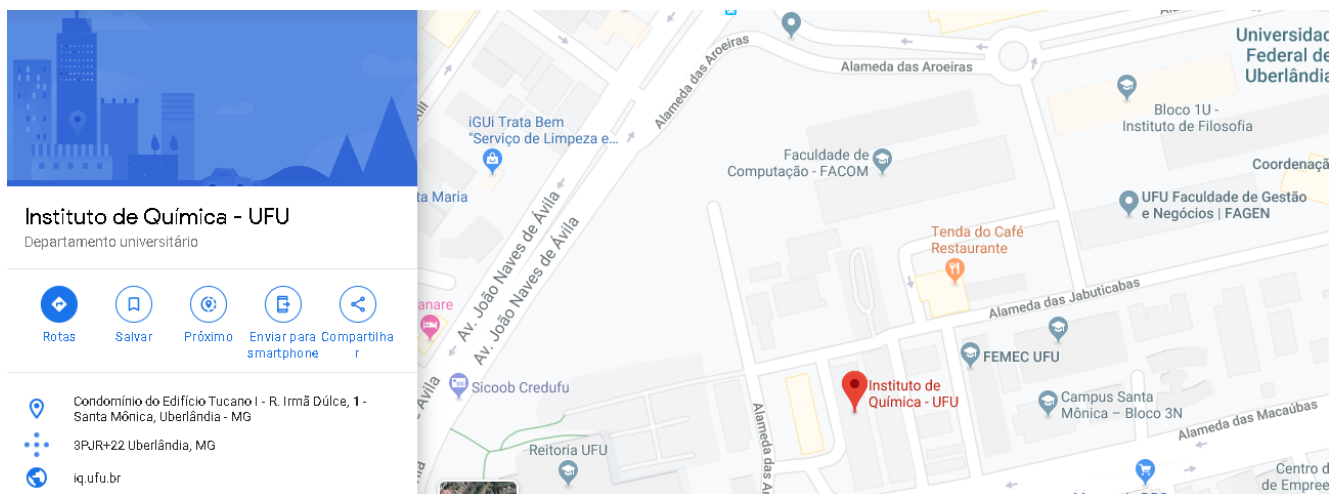 Instituto de Química - UFU
Departamento universitário
Rotas
Salvar
Próximo
Enviar para
smartphone
Compartilha
r
Condomínio do Edifício Tucano I - R. Irmã Dúlce, 1 -
Santa Mônica, Uberlândia - MG
3PJR+22 Uberlândia, MG
iq.ufu.br
Universidad
Federal de
Uberlândia
Alameda das Aroeiras
Alameda das Aroeiras
iGUi Trata Bem
"Serviço de Limpeza e...
Bloco 1U -
Instituto de Filosofia
Faculdade de
Computação - FACOM
Coordenaçã
ta Maria
UFU Faculdade de Gestão
e Negócios | FAGEN
Av. João Naves de Ávila
Av. João Naves de Ávila
Tenda do Café
Restaurante
anare
Alameda das Jabuticabas
FEMEC UFU
Sicoob Credufu
Ávila
Instituto de
Química - UFU
Campus Santa
Mônica – Bloco 3N
Alameda das Macaúbas
Alameda das A
Reitoria UFU
Centro d
de Empree